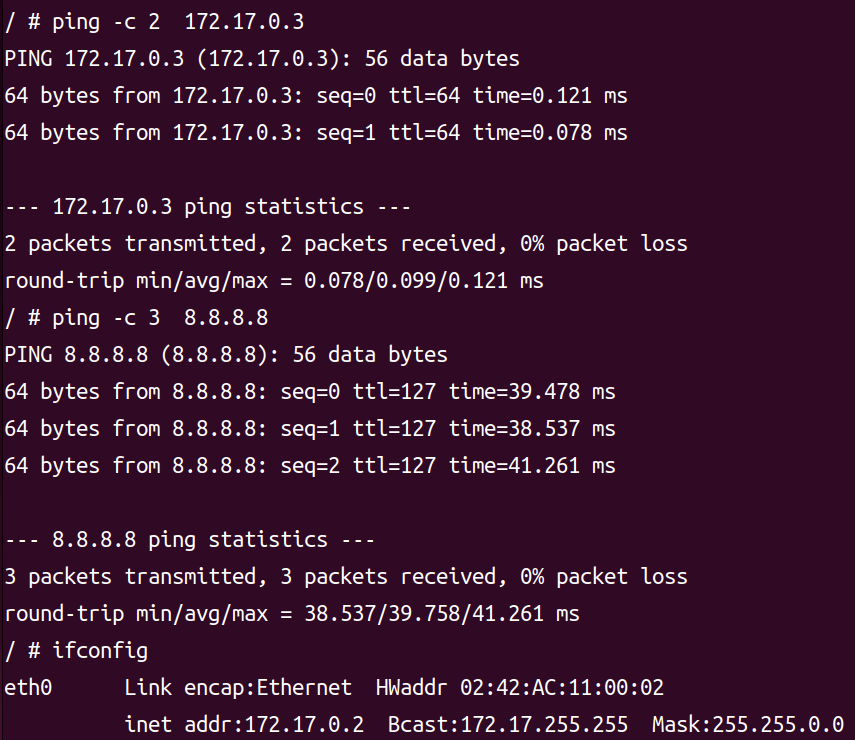 / # ping -c 2  172.17.0.3
PING 172.17.0.3 (172.17.0.3): 56 data bytes
64 bytes from 172.17.0.3: seq=0 ttl=64 time=0.121 ms
64 bytes from 172.17.0.3: seq=1 ttl=64 time=0.078 ms
--- 172.17.0.3 ping statistics ---
2 packets transmitted, 2 packets received, 0% packet loss
round-trip min/avg/max = 0.078/0.099/0.121 ms
/ # ping -c 3  8.8.8.8
PING 8.8.8.8 (8.8.8.8): 56 data bytes
64 bytes from 8.8.8.8: seq=0 ttl=127 time=39.478 ms
64 bytes from 8.8.8.8: seq=1 ttl=127 time=38.537 ms
64 bytes from 8.8.8.8: seq=2 ttl=127 time=41.261 ms
--- 8.8.8.8 ping statistics ---
3 packets transmitted, 3 packets received, 0% packet loss
round-trip min/avg/max = 38.537/39.758/41.261 ms
/ # ifconfig
eth0      Link encap:Ethernet  HWaddr 02:42:AC:11:00:02
          inet addr:172.17.0.2  Bcast:172.17.255.255  Mask:255.255.0.0